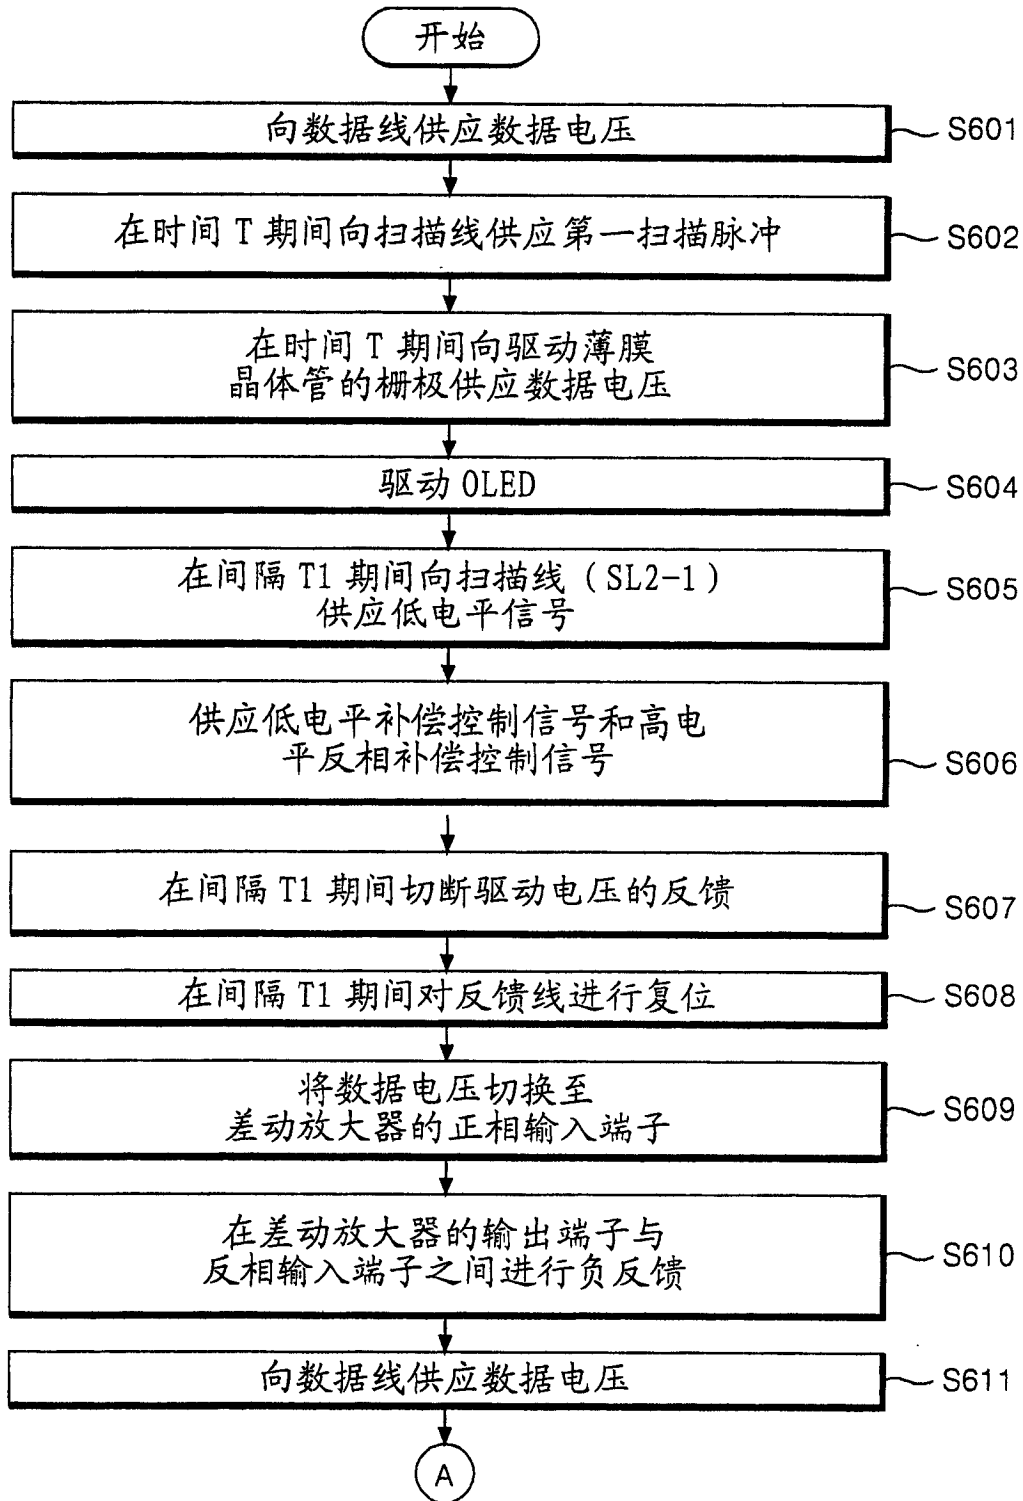 开始
向数据线供应数据电压
S601
在时间 T 期间向扫描线供应第一扫描脉冲
S602
在时间 T 期间向驱动薄膜
晶体管的栅极供应数据电压
S603
驱动 OLED
S604
在间隔 T1 期间向扫描线（SL2-1）
供应低电平信号
S605
供应低电平补偿控制信号和高电
平反相补偿控制信号
S606
在间隔 T1 期间切断驱动电压的反馈
S607
在间隔 T1 期间对反馈线进行复位
S608
将数据电压切换至
差动放大器的正相输入端子
S609
在差动放大器的输出端子与
反相输入端子之间进行负反馈
S610
向数据线供应数据电压
S611
A